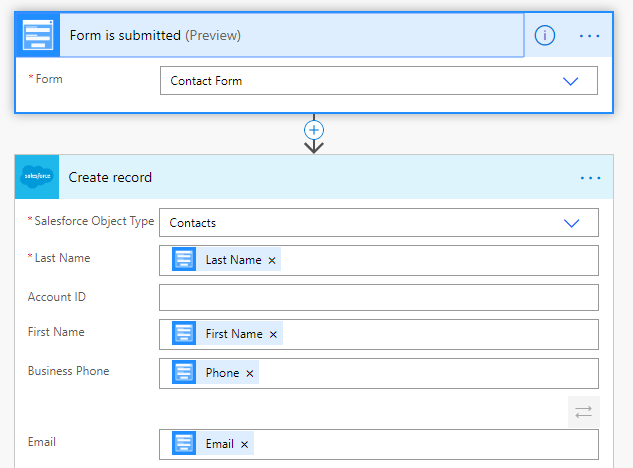 Form is submitted (Preview)
* Form
Contact Form
salesforce
Create record
* Salesforce Object Type
Contacts
* Last Name
Last Name ×
Account ID
First Name
First Name ×
Business Phone
Phone ×
Email
Email ×